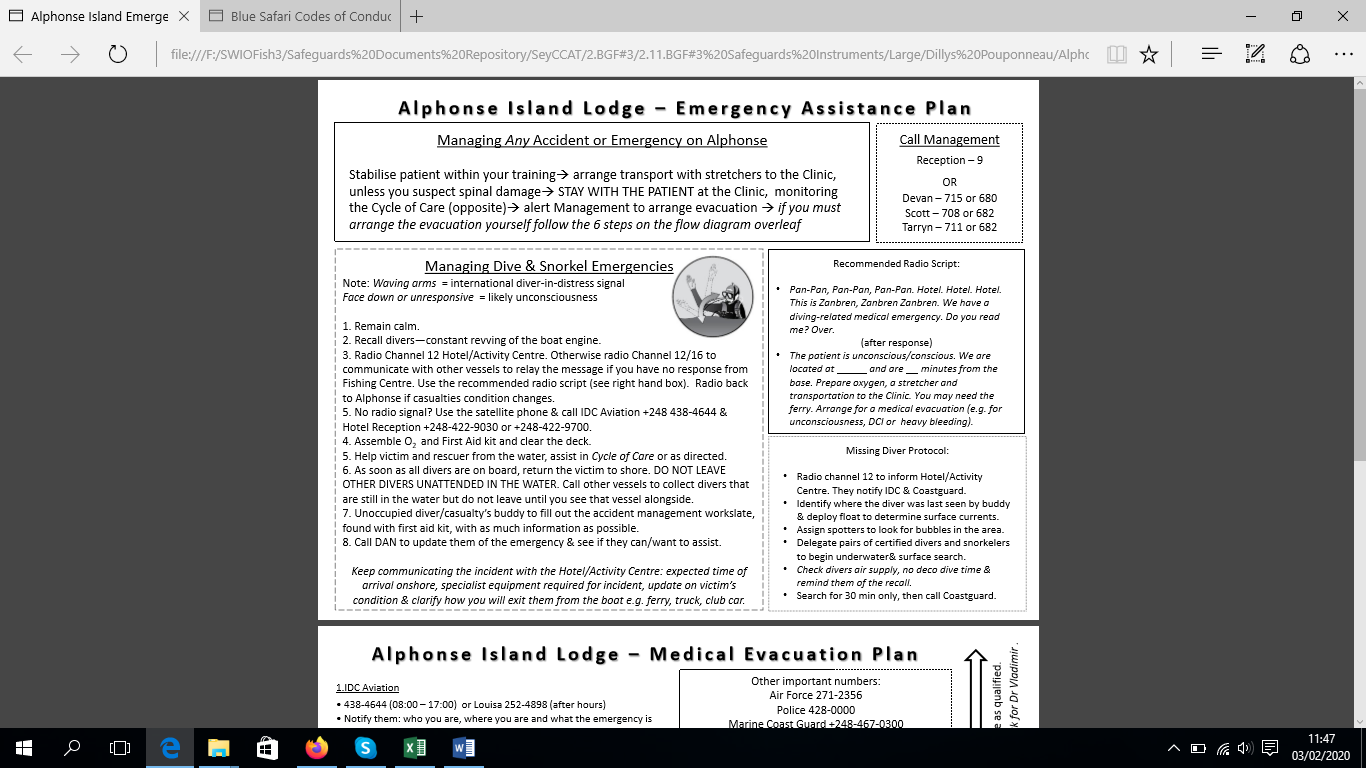 Alphonse Island Emerge
Blue Safari Codes of Conduc
file:///F:/SWIOFish3/Safeguards%20Documents%20Repository/SeyCCAT/2.BGF#3/2.11.BGF#3%20Safeguards%20Instruments/Large/Dillys%20Pouponneau/Alpho
Alphonse Island Lodge – Emergency Assistance Plan
Managing Any Accident or Emergency on Alphonse
Stabilise patient within your training→ arrange transport with stretchers to the Clinic,
unless you suspect spinal damage→ STAY WITH THE PATIENT at the Clinic, monitoring
the Cycle of Care (opposite)→ alert Management to arrange evacuation → if you must
arrange the evacuation yourself follow the 6 steps on the flow diagram overleaf
Call Management
Reception – 9
OR
Devan – 715 or 680
Scott – 708 or 682
Tarryn – 711 or 682
Managing Dive & Snorkel Emergencies
Note: Waving arms = international diver-in-distress signal
Face down or unresponsive = likely unconsciousness
1. Remain calm.
2. Recall divers—constant revving of the boat engine.
3. Radio Channel 12 Hotel/Activity Centre. Otherwise radio Channel 12/16 to
communicate with other vessels to relay the message if you have no response from
Fishing Centre. Use the recommended radio script (see right hand box). Radio back
to Alphonse if casualties condition changes.
5. No radio signal? Use the satellite phone & call IDC Aviation +248 438-4644 &
Hotel Reception +248-422-9030 or +248-422-9700.
4. Assemble O₂ and First Aid kit and clear the deck.
5. Help victim and rescuer from the water, assist in Cycle of Care or as directed.
6. As soon as all divers are on board, return the victim to shore. DO NOT LEAVE
OTHER DIVERS UNATTENDED IN THE WATER. Call other vessels to collect divers that
are still in the water but do not leave until you see that vessel alongside.
7. Unoccupied diver/casualty's buddy to fill out the accident management workslate,
found with first aid kit, with as much information as possible.
8. Call DAN to update them of the emergency & see if they can/want to assist.
Keep communicating the incident with the Hotel/Activity Centre: expected time of
arrival onshore, specialist equipment required for incident, update on victim's
condition & clarify how you will exit them from the boat e.g. ferry, truck, club car.
Recommended Radio Script:
• Pan-Pan, Pan-Pan, Pan-Pan. Hotel. Hotel. Hotel.
This is Zanbren, Zanbren Zanbren. We have a
diving-related medical emergency. Do you read
me? Over.
(after response)
• The patient is unconscious/conscious. We are
located at ______ and are __ minutes from the
base. Prepare oxygen, a stretcher and
transportation to the Clinic. You may need the
ferry. Arrange for a medical evacuation (e.g. for
unconsciousness, DCI or heavy bleeding).
Missing Diver Protocol:
• Radio channel 12 to inform Hotel/Activity
Centre. They notify IDC & Coastguard.
• Identify where the diver was last seen by buddy
& deploy float to determine surface currents.
• Assign spotters to look for bubbles in the area.
• Delegate pairs of certified divers and snorkelers
to begin underwater& surface search.
• Check divers air supply, no deco dive time &
remind them of the recall.
• Search for 30 min only, then call Coastguard.
Alphonse Island Lodge – Medical Evacuation Plan
1.IDC Aviation
• 438-4644 (08:00 – 17:00) or Louisa 252-4898 (after hours)
• Notify them: who you are, where you are and what the emergency is
Other important numbers:
Air Force 271-2356
Police 428-0000
Marine Coast Guard +248-467-0300
e as qualified.
k for Dr Vladimir.
11:47
03/02/2020